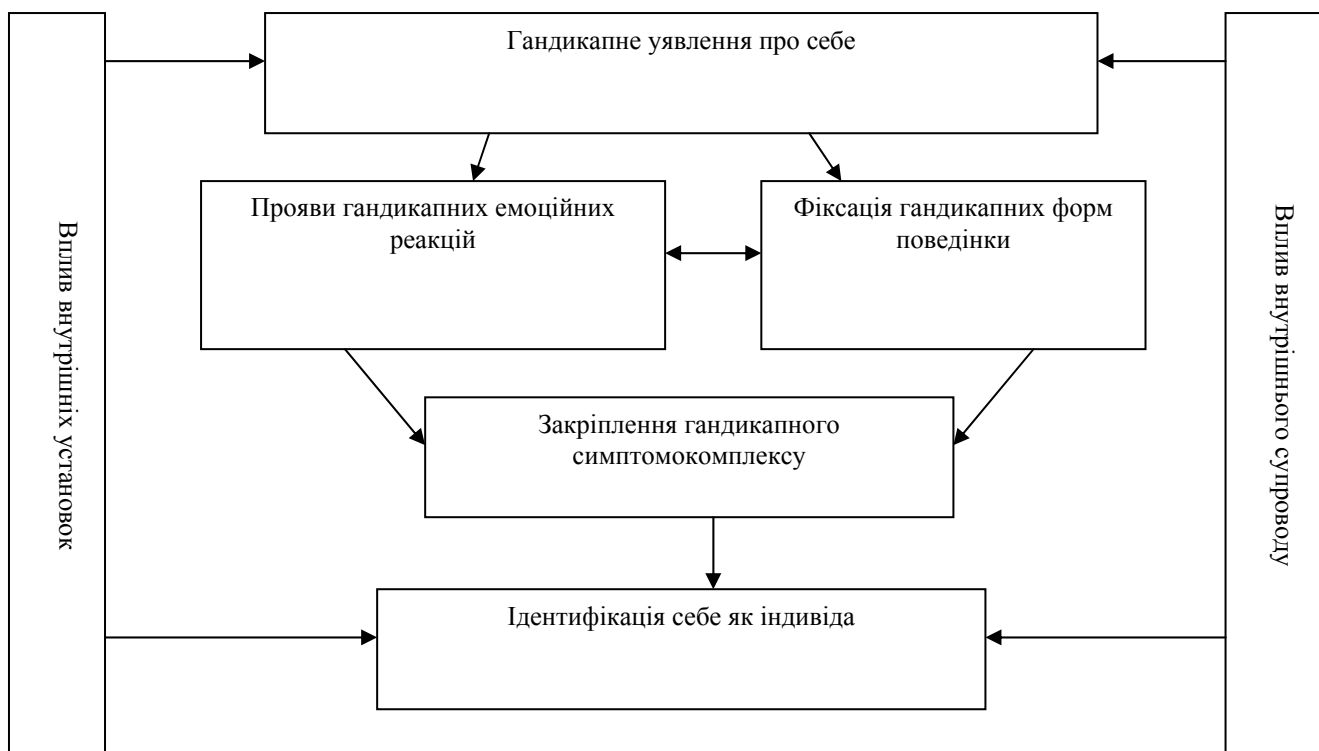 Гандикапне уявлення про себе
Прояви гандикапних емоційних
реакцій
Фіксація гандикапних форм
поведінки
Вплив внутрішніх установок
Вплив внутрішнього супроводу
Закріплення гандикапного
симптомокомплексу
Ідентифікація себе як індивіда